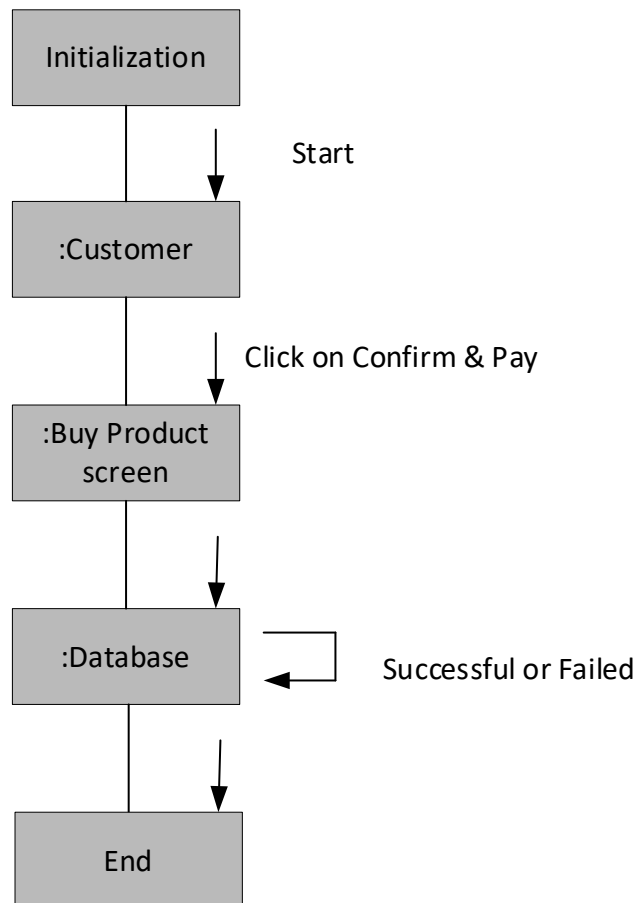 Initialization
Start
:Customer
Click on Confirm & Pay
:Buy Product
screen
:Database
Successful or Failed
End